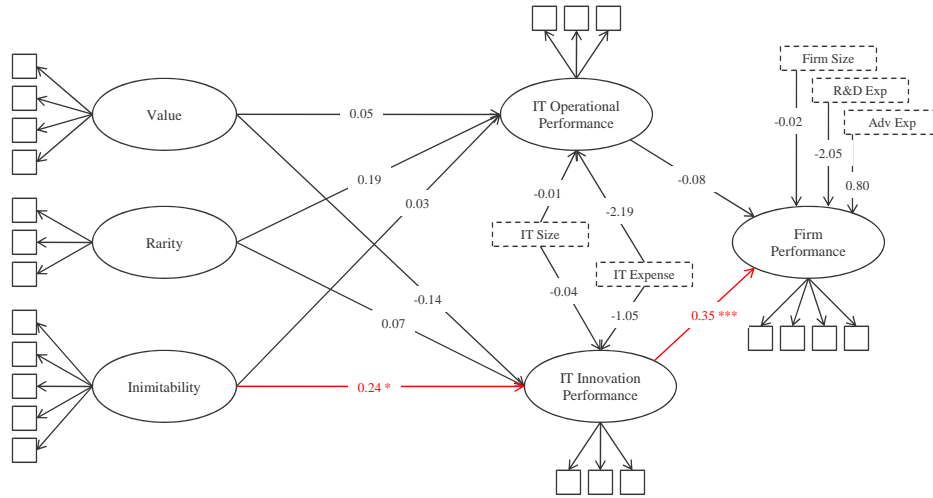 Firm Size
R&D Exp
Adv Exp
Value
0.05
IT Operational
Performance
-0.02
-2.05
0.80
0.19
0.03
-0.01
-2.19
-0.08
Rarity
IT Size
Firm
Performance
IT Expense
-0.14
0.07
-0.04
-1.05
0.35 ***
Inimitability
0.24 *
IT Innovation
Performance